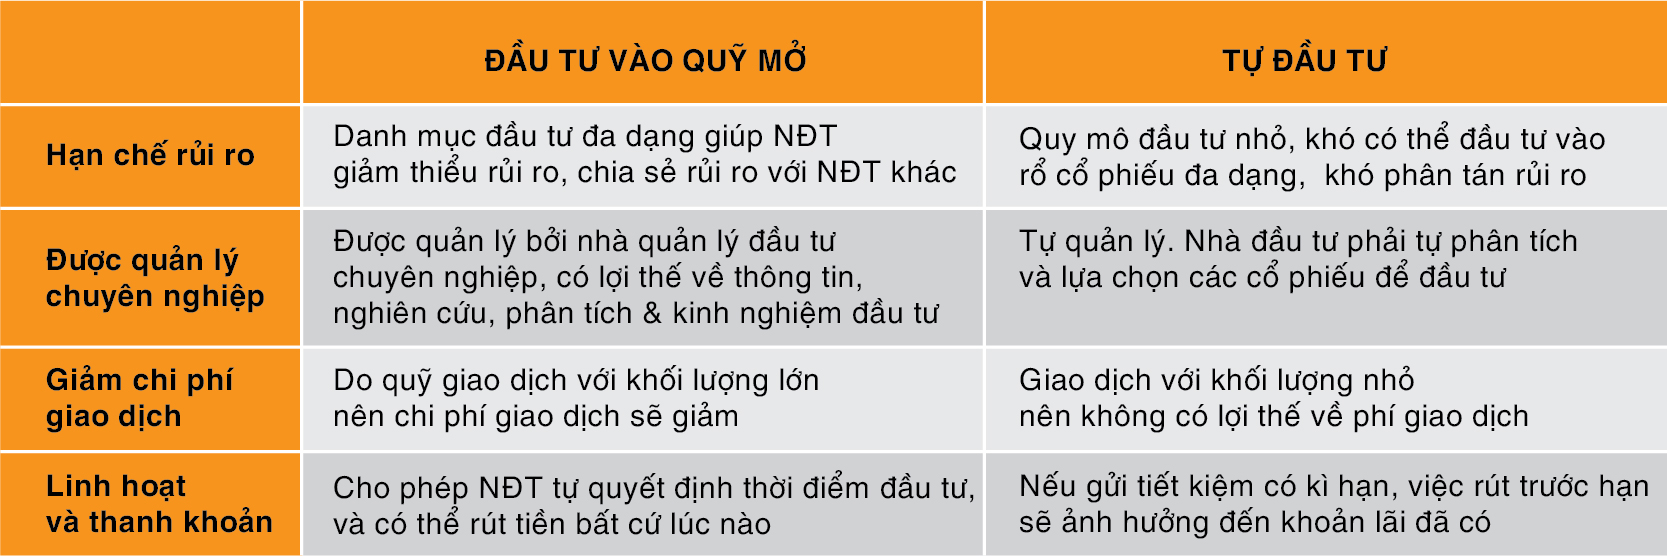 ĐẦU TƯ VÀO QUỸ MỞ
TỰ ĐẦU TƯ
Hạn chế rủi ro
Danh mục đầu tư đa dạng giúp NĐT
giảm thiểu rủi ro, chia sẻ rủi ro với NĐT khác
Quy mô đầu tư nhỏ, khó có thể đầu tư vào
rổ cổ phiếu đa dạng, khó phân tán rủi ro
Được quản lý
chuyên nghiệp
Được quản lý bởi nhà quản lý đầu tư
chuyên nghiệp, có lợi thế về thông tin,
nghiên cứu, phân tích & kinh nghiệm đầu tư
Tự quản lý. Nhà đầu tư phải tự phân tích
và lựa chọn các cổ phiếu để đầu tư
Giảm chi phí
giao dịch
Do quỹ giao dịch với khối lượng lớn
nên chi phí giao dịch sẽ giảm
Giao dịch với khối lượng nhỏ
nên không có lợi thế về phí giao dịch
Linh hoạt
và thanh khoản
Cho phép NĐT tự quyết định thời điểm đầu tư,
và có thể rút tiền bất cứ lúc nào
Nếu gửi tiết kiệm có kì hạn, việc rút trước hạn
sẽ ảnh hưởng đến khoản lãi đã có